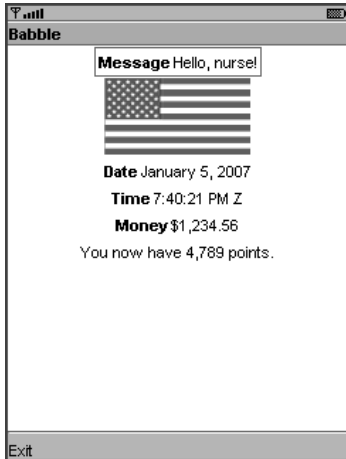 Babble
Message Hello, nurse!
Date January 5, 2007
Time 7:40:21 PM Z
Money $1,234.56
You now have 4,789 points.
Exit